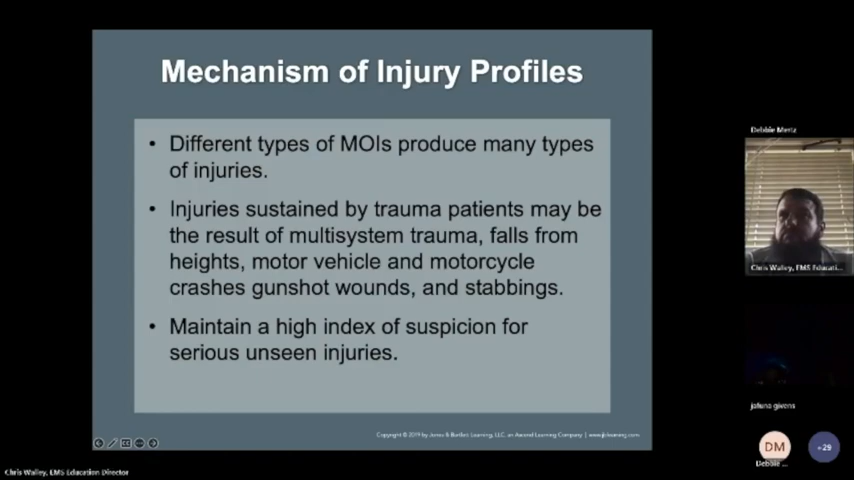 Mechanism of Injury Profiles
• Different types of MOIs produce many types
of injuries.
• Injuries sustained by trauma patients may be
the result of multisystem trauma, falls from
heights, motor vehicle and motorcycle
crashes gunshot wounds, and stabbings.
• Maintain a high index of suspicion for
serious unseen injuries.
Copyright © 2019 by Jones & Bartlett Learning, LLC, an Ascend Learning Company | www.jblearning.com
Debbie Mertz
Chris Walley, EMS Educati...
jafuna givens
DM
Debbie ...
+29
Chris Walley, EMS Education Director